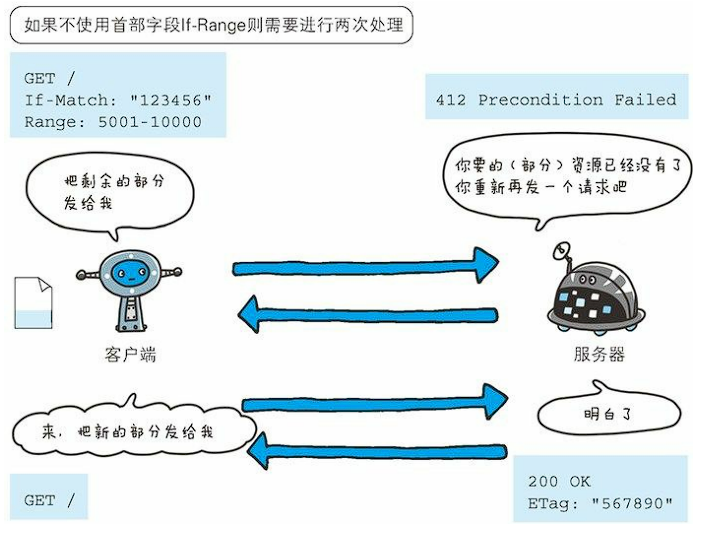 如果不使用首部字段If-Range则需要进行两次处理
GET /
If-Match: "123456"
Range: 5001-10000
412 Precondition Failed
把剩余的部分
发给我
你要的（部分）资源已经没有了
你重新再发一个请求吧
客户端
服务器
来，把新的部分发给我
明白了
GET /
200 OK
ETag: "567890"